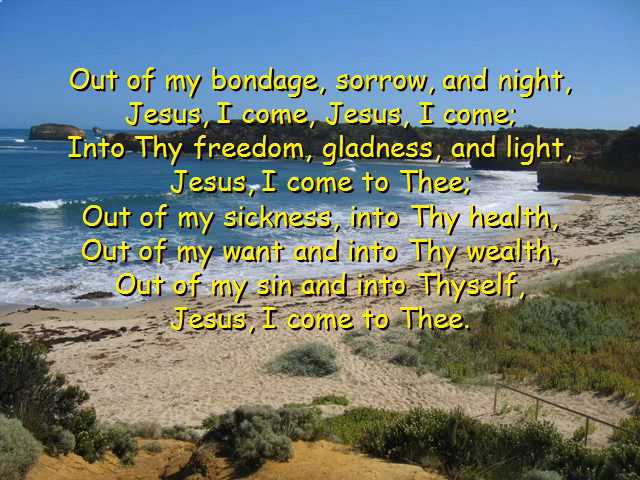 Out of my bondage, sorrow, and night,
Jesus, I come, Jesus, I come;
Into Thy freedom, gladness, and light,
Jesus, I come to Thee;
Out of my sickness, into Thy health,
Out of my want and into Thy wealth,
Out of my sin and into Thyself,
Jesus, I come to Thee.